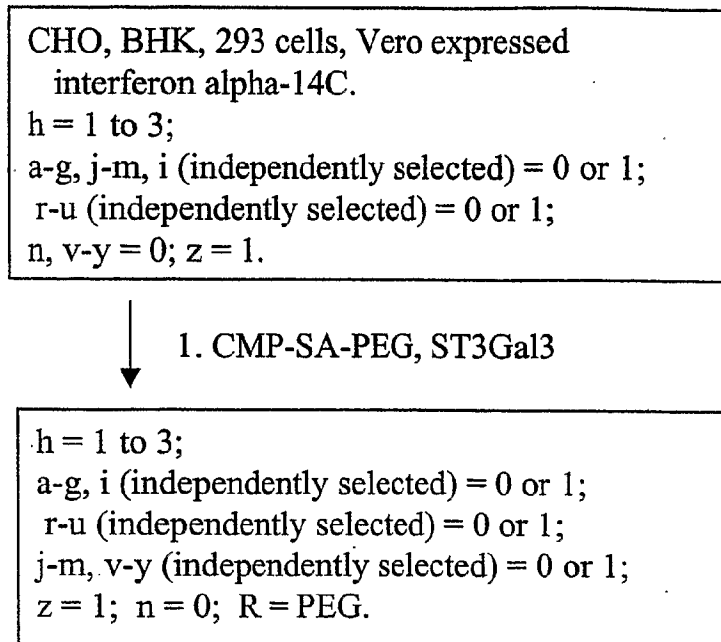 CHO, BHK, 293 cells, Vero expressed
interferon alpha-14C.
h = 1 to 3;
a-g, j-m, i (independently selected) = 0 or 1;
r-u (independently selected) = 0 or 1;
n, v-y = 0; z = 1.
1. CMP-SA-PEG, ST3Gal3
h = 1 to 3;
a-g, i (independently selected) = 0 or 1;
r-u (independently selected) = 0 or 1;
j-m, v-y (independently selected) = 0 or 1;
z = 1; n = 0; R = PEG.